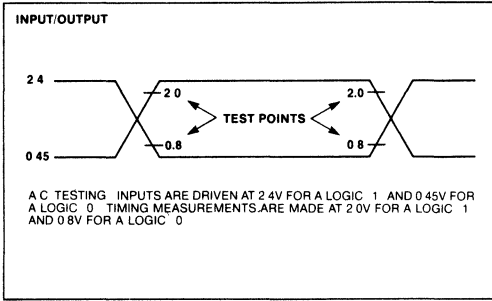 INPUT/OUTPUT
2 4
2 0
2.0
TEST POINTS
0.8
0 8
0 45
A C TESTING INPUTS ARE DRIVEN AT 2 4V FOR A LOGIC 1 AND 0 45V FOR
A LOGIC 0 TIMING MEASUREMENTS.ARE MADE AT 2 0V FOR A LOGIC 1
AND 0 8V FOR A LOGIC 0